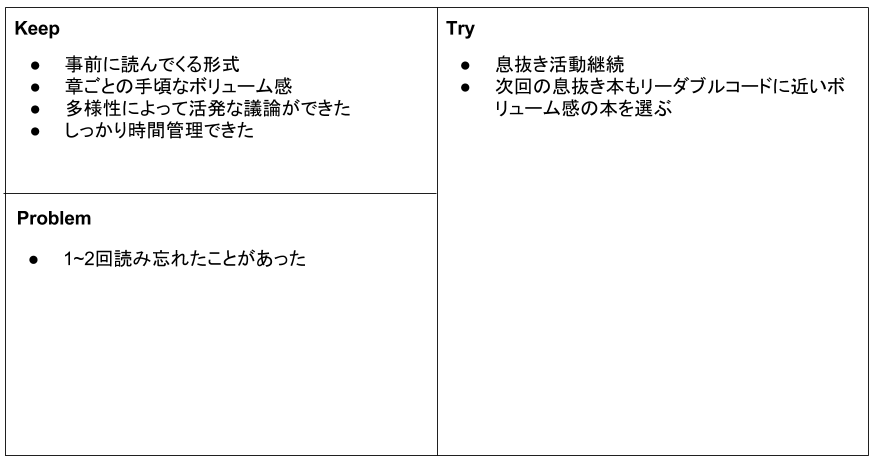 Keep
● 事前に読んでくる形式
● 章ごとの手頃なボリューム感
● 多様性によって活発な議論ができた
● しっかり時間管理できた
Problem
● 1~2回読み忘れたことがあった
Try
● 息抜き活動継続
● 次回の息抜き本もリーダブルコードに近いボ
リューム感の本を選ぶ